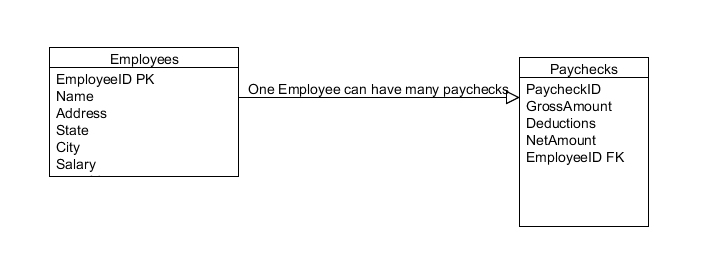 Employees
EmployeeID PK
Name
Address
State
City
Salary
One Employee can have many paychecks
Paychecks
PaycheckID
GrossAmount
Deductions
NetAmount
EmployeeID FK